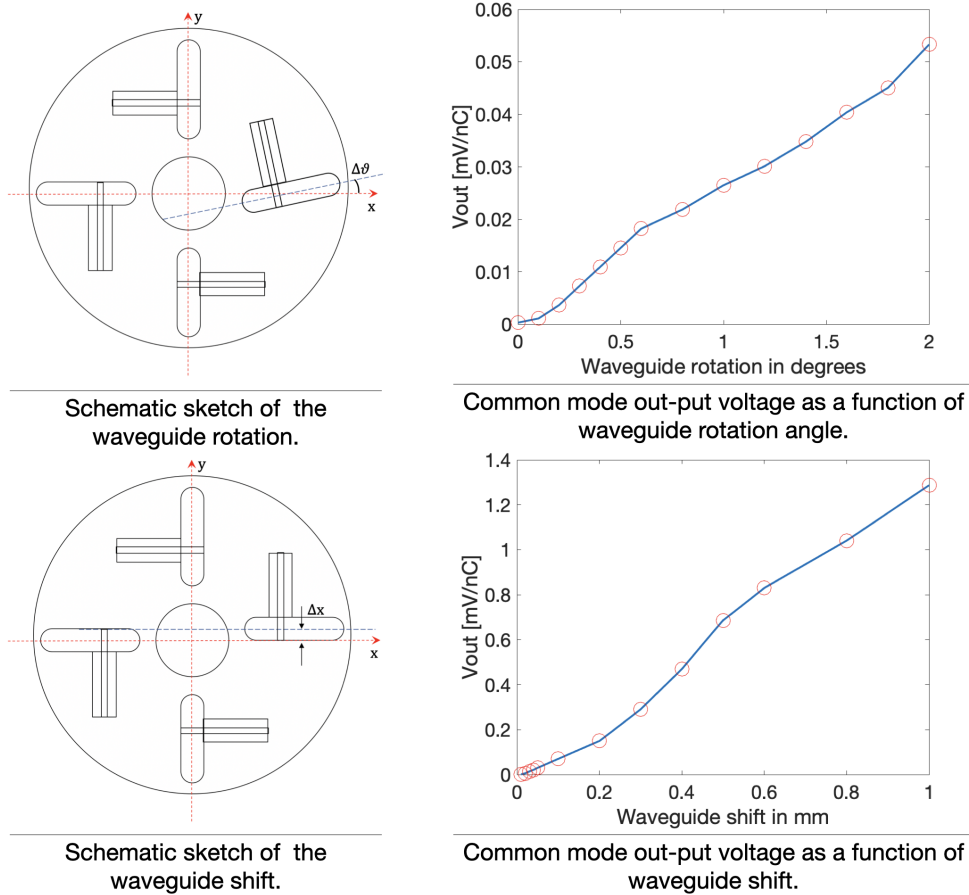 y
Δϑ
x
Schematic sketch of the
waveguide rotation.
0.06
0.05
0.04
0.03
0.02
0.01
0
Vout [mV/nC]
0 0.5 1 1.5 2
Waveguide rotation in degrees
Common mode out-put voltage as a function of
waveguide rotation angle.
y
Δx
x
Schematic sketch of the
waveguide shift.
1.4
1.2
1
0.8
0.6
0.4
0.2
0
Vout [mV/nC]
0 0.2 0.4 0.6 0.8 1
Waveguide shift in mm
Common mode out-put voltage as a function of
waveguide shift.